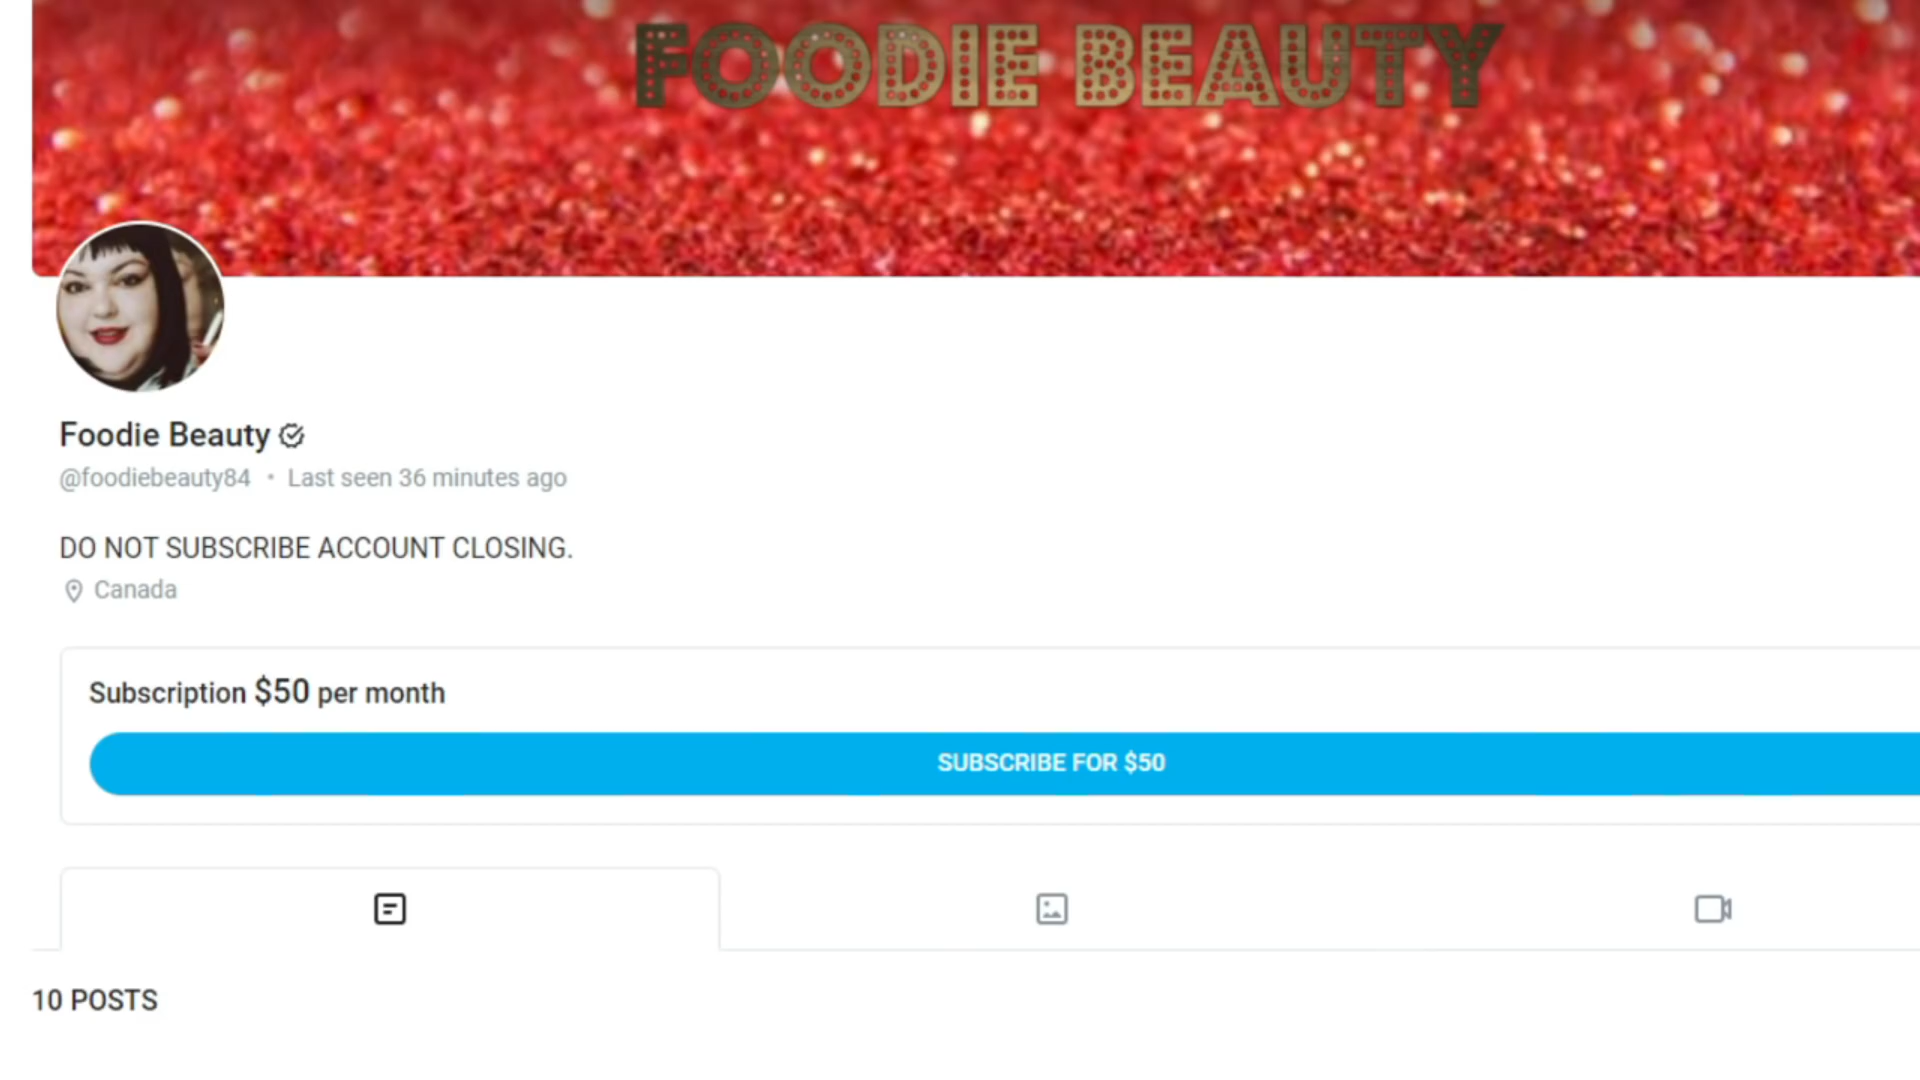 FOODIE BEAUTY
Foodie Beauty
@foodiebeauty84 • Last seen 36 minutes ago
DO NOT SUBSCRIBE ACCOUNT CLOSING.
Canada
Subscription $50 per month
SUBSCRIBE FOR $50
10 POSTS